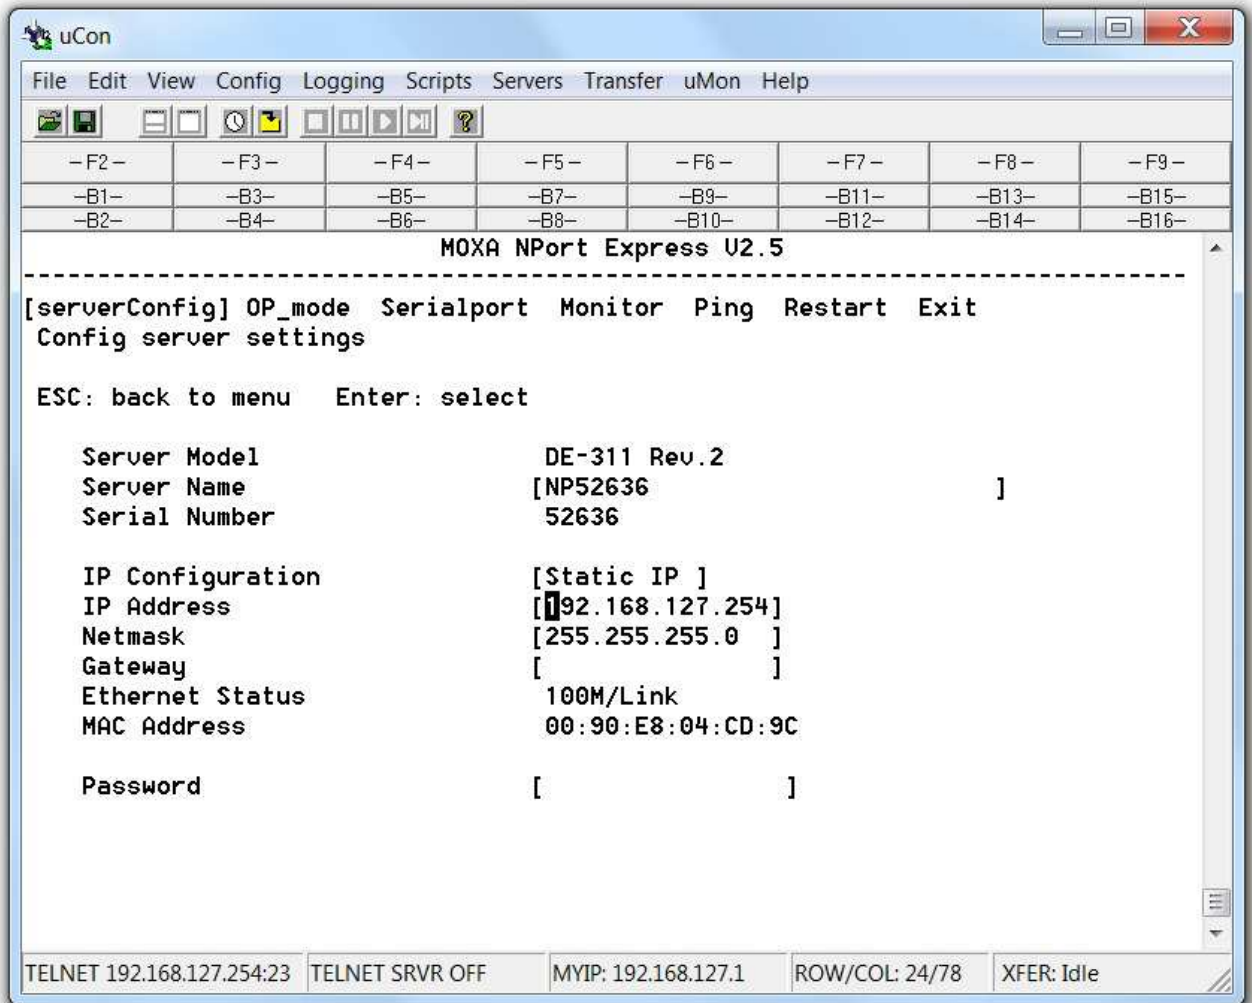 uCon
File Edit View Config Logging Scripts Servers Transfer uMon Help
-F2- -F3- -F4- -F5- -F6- -F7- -F8- -F9-
-B1- -B3- -B5- -B7- -B9- -B11- -B13- -B15-
-B2- -B4- -B6- -B8- -B10- -B12- -B14- -B16-
MOXA NPort Express V2.5
------------------------------------------------------------------------------
[serverConfig] OP_mode Serialport Monitor Ping Restart Exit
Config server settings
ESC: back to menu Enter: select
Server Model DE-311 Rev.2
Server Name [NP52636 ]
Serial Number 52636
IP Configuration [Static IP ]
IP Address [192.168.127.254]
Netmask [255.255.255.0 ]
Gateway [ ]
Ethernet Status 100M/Link
MAC Address 00:90:E8:04:CD:9C
Password [ ]
TELNET 192.168.127.254:23 TELNET SRVR OFF MYIP: 192.168.127.1 ROW/COL: 24/78 XFER: Idle